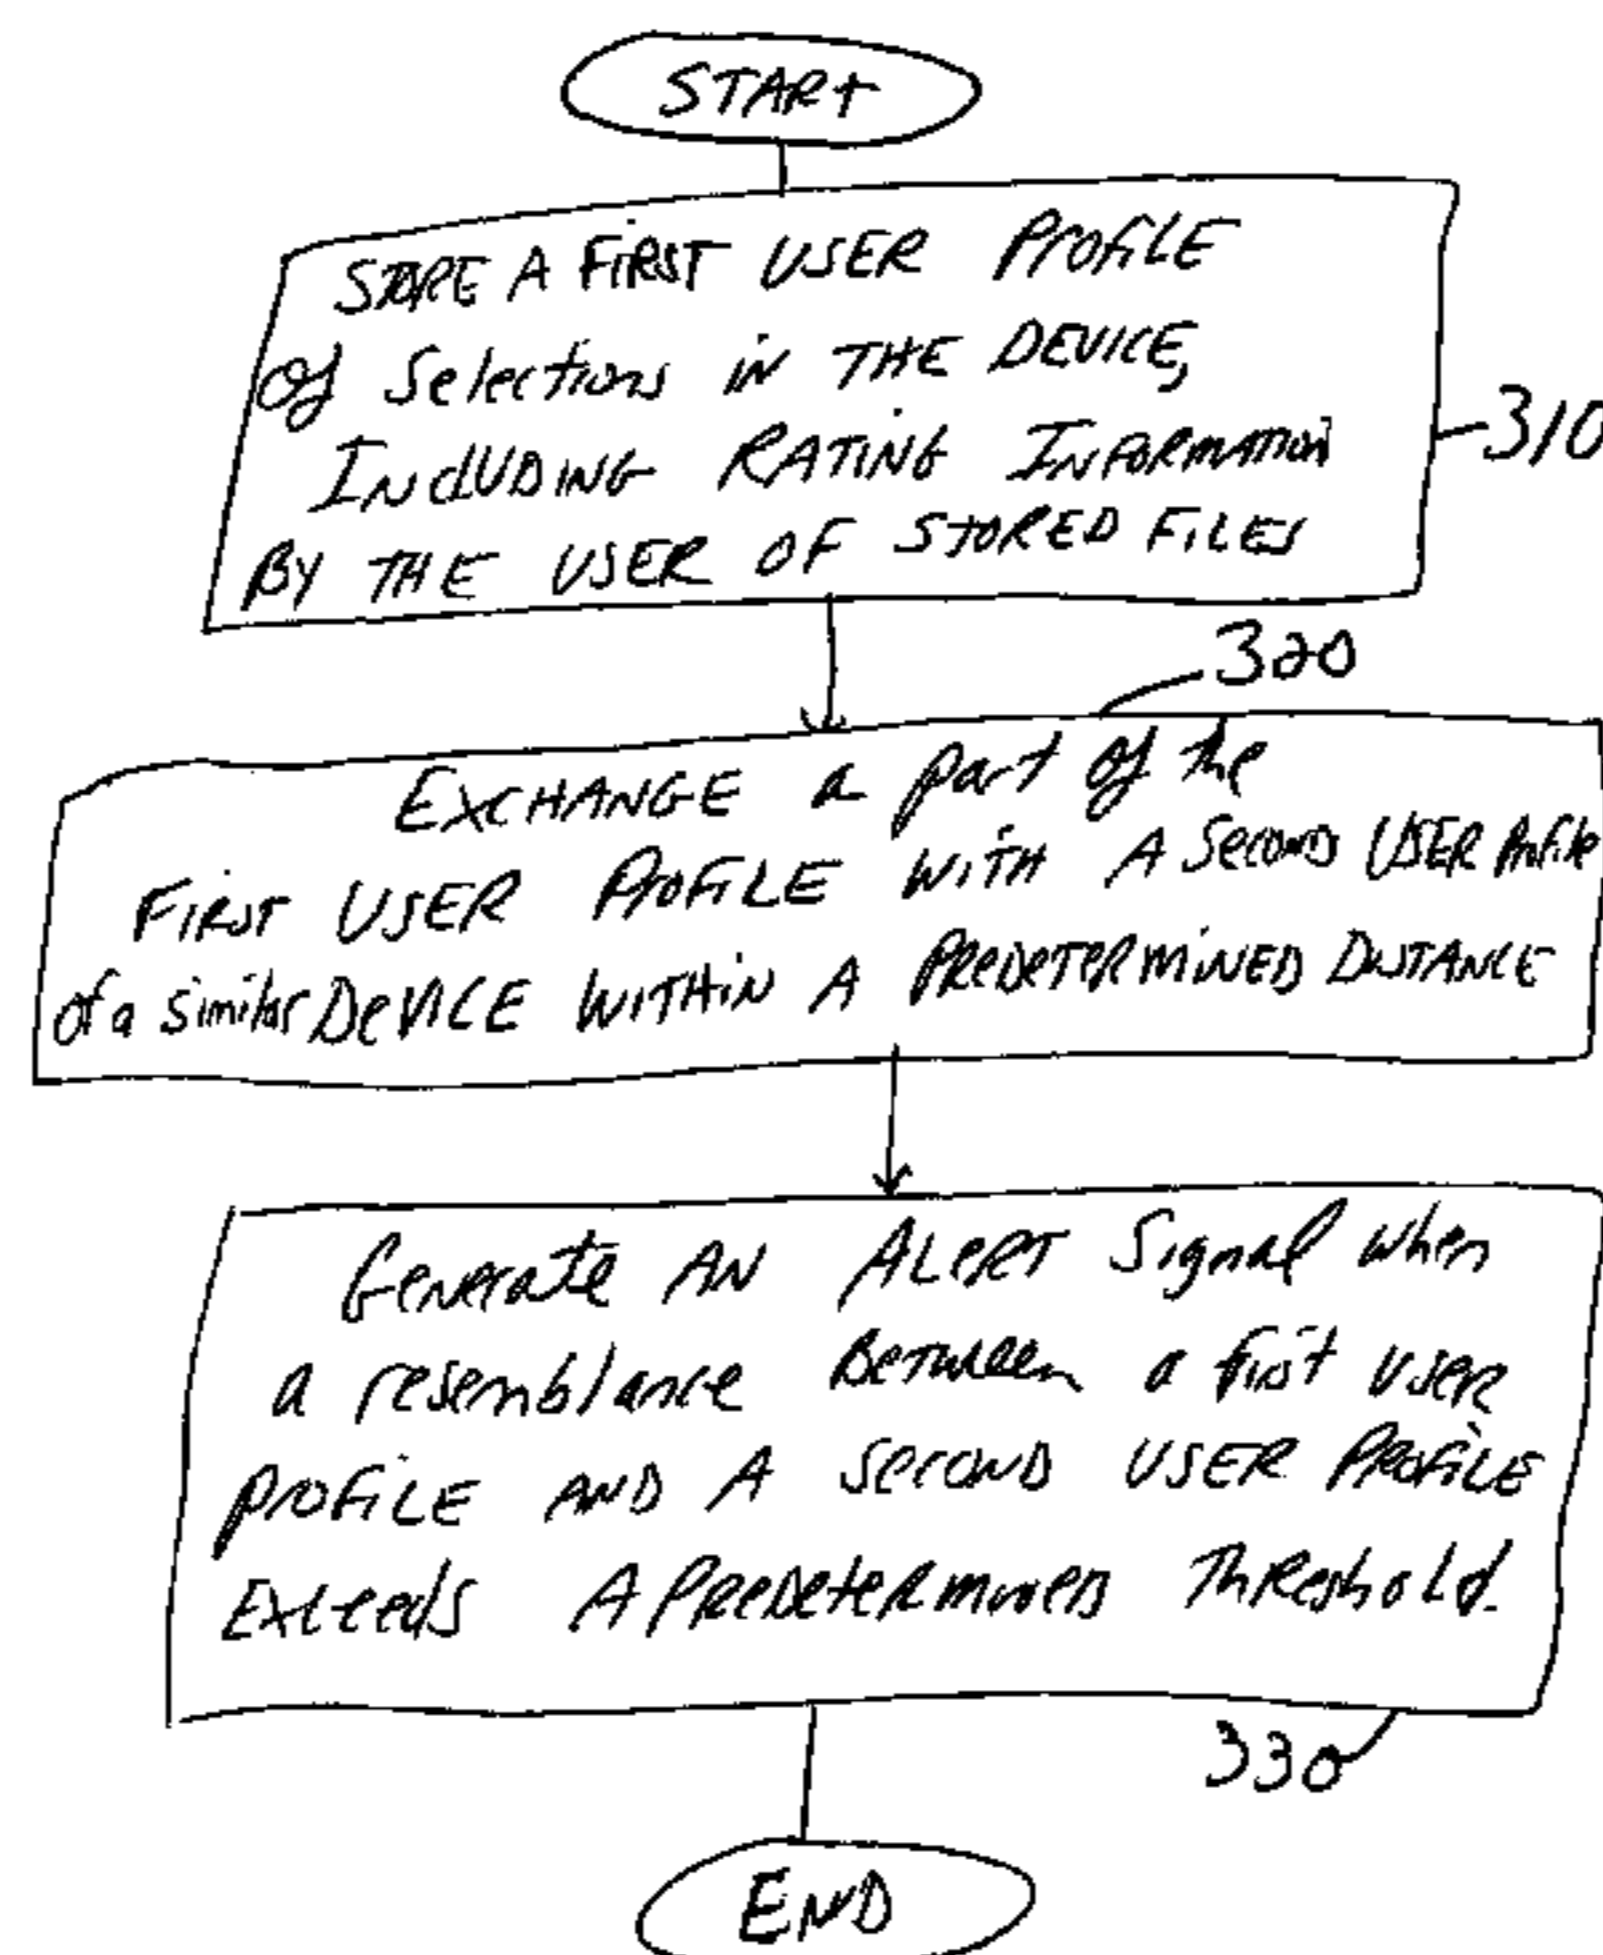 START
STORE A FIRST USER PROFILE
of Selections in THE DEVICE,
INCLUDING RATING INFORMATION
BY THE USER OF STORED FILES
310
320
EXCHANGE a part of the
FIRST USER PROFILE WITH A Second USER Profile
of a similar DEVICE WITHIN A PREDETERMINED DISTANCE
Generate AN ALERT Signal when
a resemblance Between a first user
PROFILE AND A SECOND USER PROFILE
Exceeds A PREDetermined Threshold.
330
END